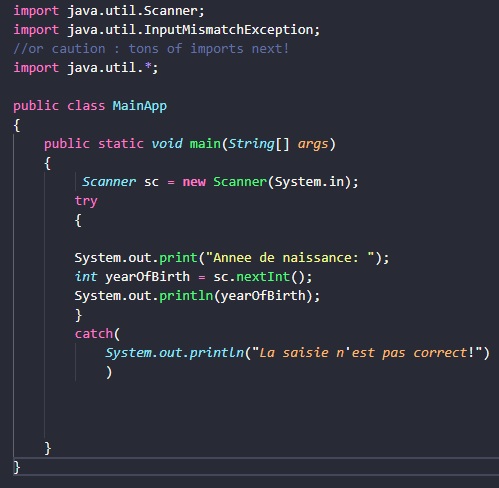 import java.util.Scanner;
import java.util.InputMismatchException;
//or caution : tons of imports next!
import java.util.*;
public class MainApp
{
public static void main(String[] args)
{
Scanner sc = new Scanner(System.in);
try
{
System.out.print("Annee de naissance: ");
int yearOfBirth = sc.nextInt();
System.out.println(yearOfBirth);
}
catch(
System.out.println("La saisie n'est pas correct!")
)
}
}